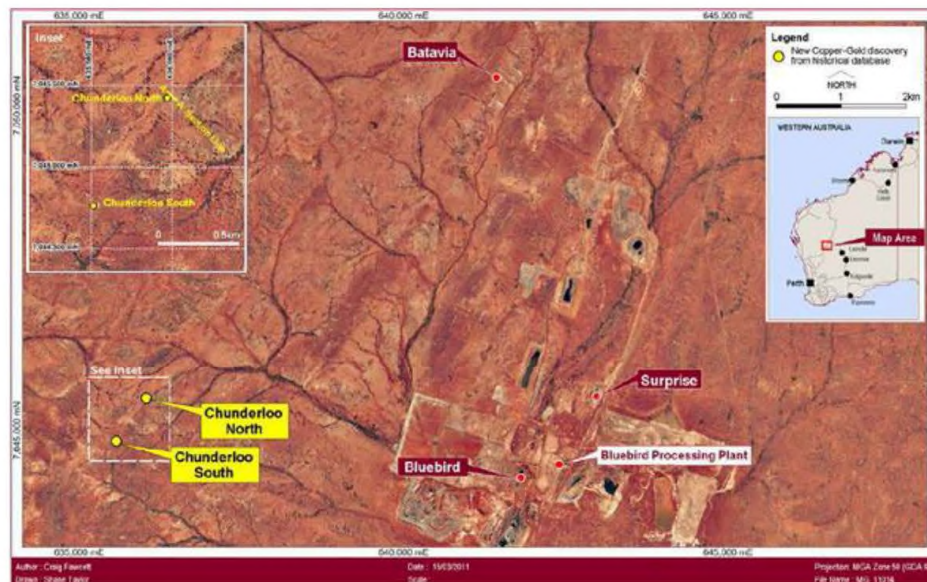 635,000 mE
640,000 mE
645,000 mE
7,050,000 mN
7,645,000 mN
Inset
Chunderloo North
Chunderloo South
0 0.5km
Batavia
Legend
New Copper-Gold discovery
from historical database
NORTH
0 1 2km
WESTERN AUSTRALIA
Darwin
Map Area
Perth
See Inset
Chunderloo
North
Chunderloo
South
Surprise
Bluebird Processing Plant
Bluebird
635,000 mE
640,000 mE
645,000 mE
Author : Craig Fawcett
Date :
Drawn : Shane Taylor
Scale :
Projection: MGA Zone 50
File Name :